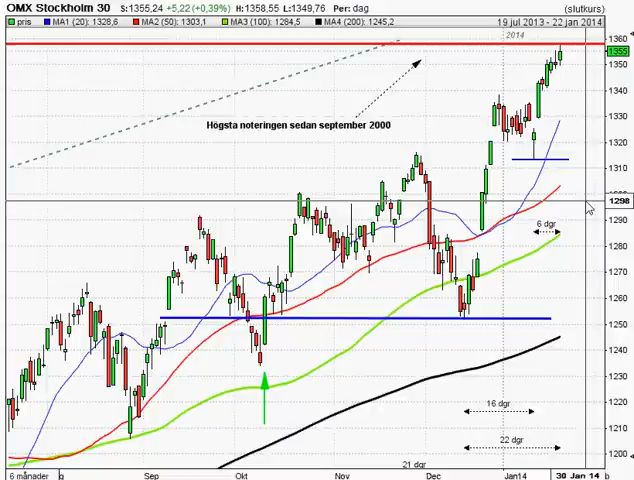 OMX Stockholm 30 S:1355,24 +5,22 (+0,39%) H:1358,55 L:1349,76 Per: dag (slutkurs)
pris MA1 (20) : 1328,6 MA2 (50) : 1303,1 MA3 (100) : 1284,5 MA4 (200) : 1245,2 19 jul 2013 - 22 jan 2014
2014
1360
1355
1350
1340
1330
Högsta noteringen sedan september 2000
1320
1310
1298
6 dgr
1280
1270
1260
1250
1240
1230
16 dgr
1220
1210
22 dgr
1200
21 dgr
6 månader Sep Okt Nov Dec Jan14 30 Jan 14